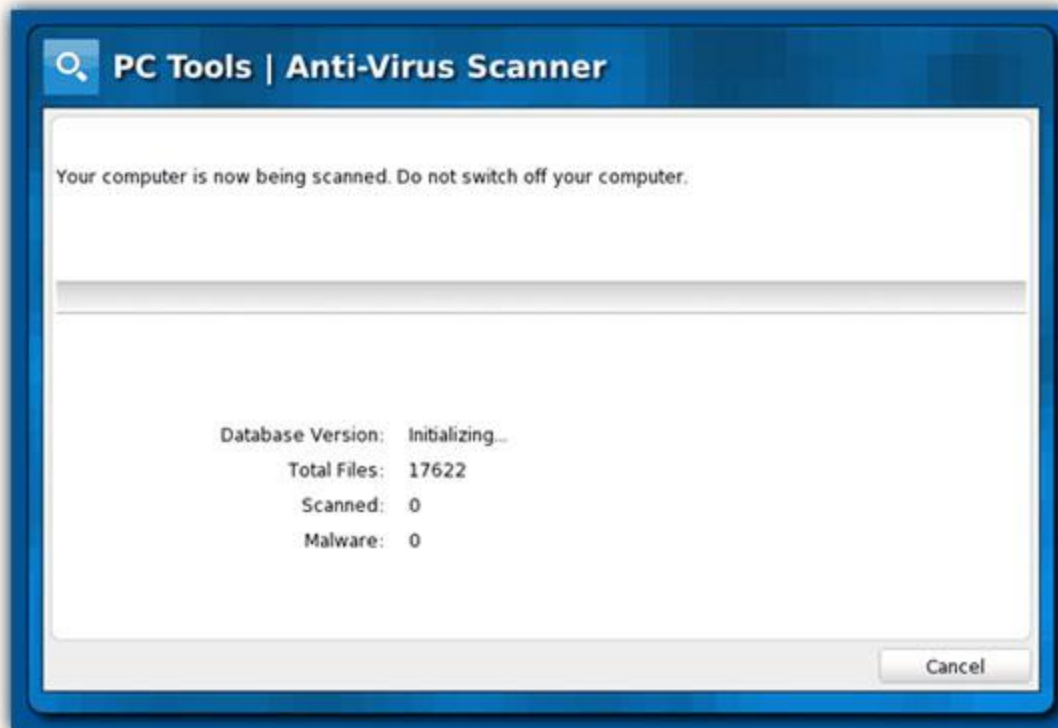 PC Tools | Anti-Virus Scanner
Your computer is now being scanned. Do not switch off your computer.
Database Version: Initializing...
Total Files: 17622
Scanned: 0
Malware: 0
Cancel